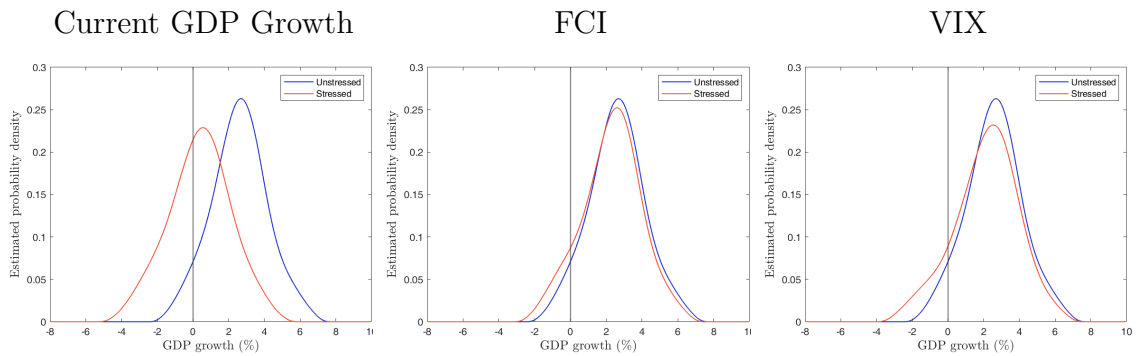 Current GDP Growth
FCI
VIX
Estimated probability density
0.3
0.25
0.2
0.15
0.1
0.05
0
-8 -6 -4 -2 0 2 4 6 8 10
GDP growth (%)
Unstressed
Stressed
Estimated probability density
0.3
0.25
0.2
0.15
0.1
0.05
0
-8 -6 -4 -2 0 2 4 6 8 10
GDP growth (%)
Unstressed
Stressed
Estimated probability density
0.3
0.25
0.2
0.15
0.1
0.05
0
-8 -6 -4 -2 0 2 4 6 8 10
GDP growth (%)
Unstressed
Stressed